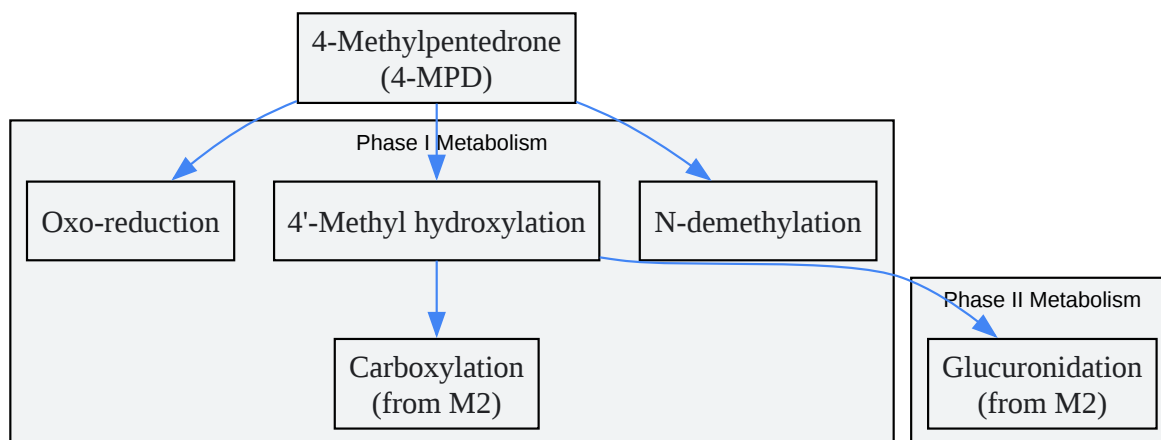 4-Methylpentedrone
(4-MPD)
Phase I Metabolism
Oxo-reduction
4'-Methyl hydroxylation
N-demethylation
Phase II Metabolism
Carboxylation
(from M2)
Glucuronidation
(from M2)